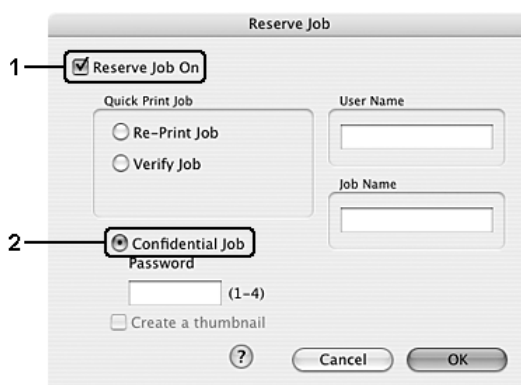 Reserve Job
1
Reserve Job On
Quick Print Job
Re-Print Job
Verify Job
User Name
Job Name
2
Confidential Job
Password
(1-4)
Create a thumbnail
?
Cancel
OK